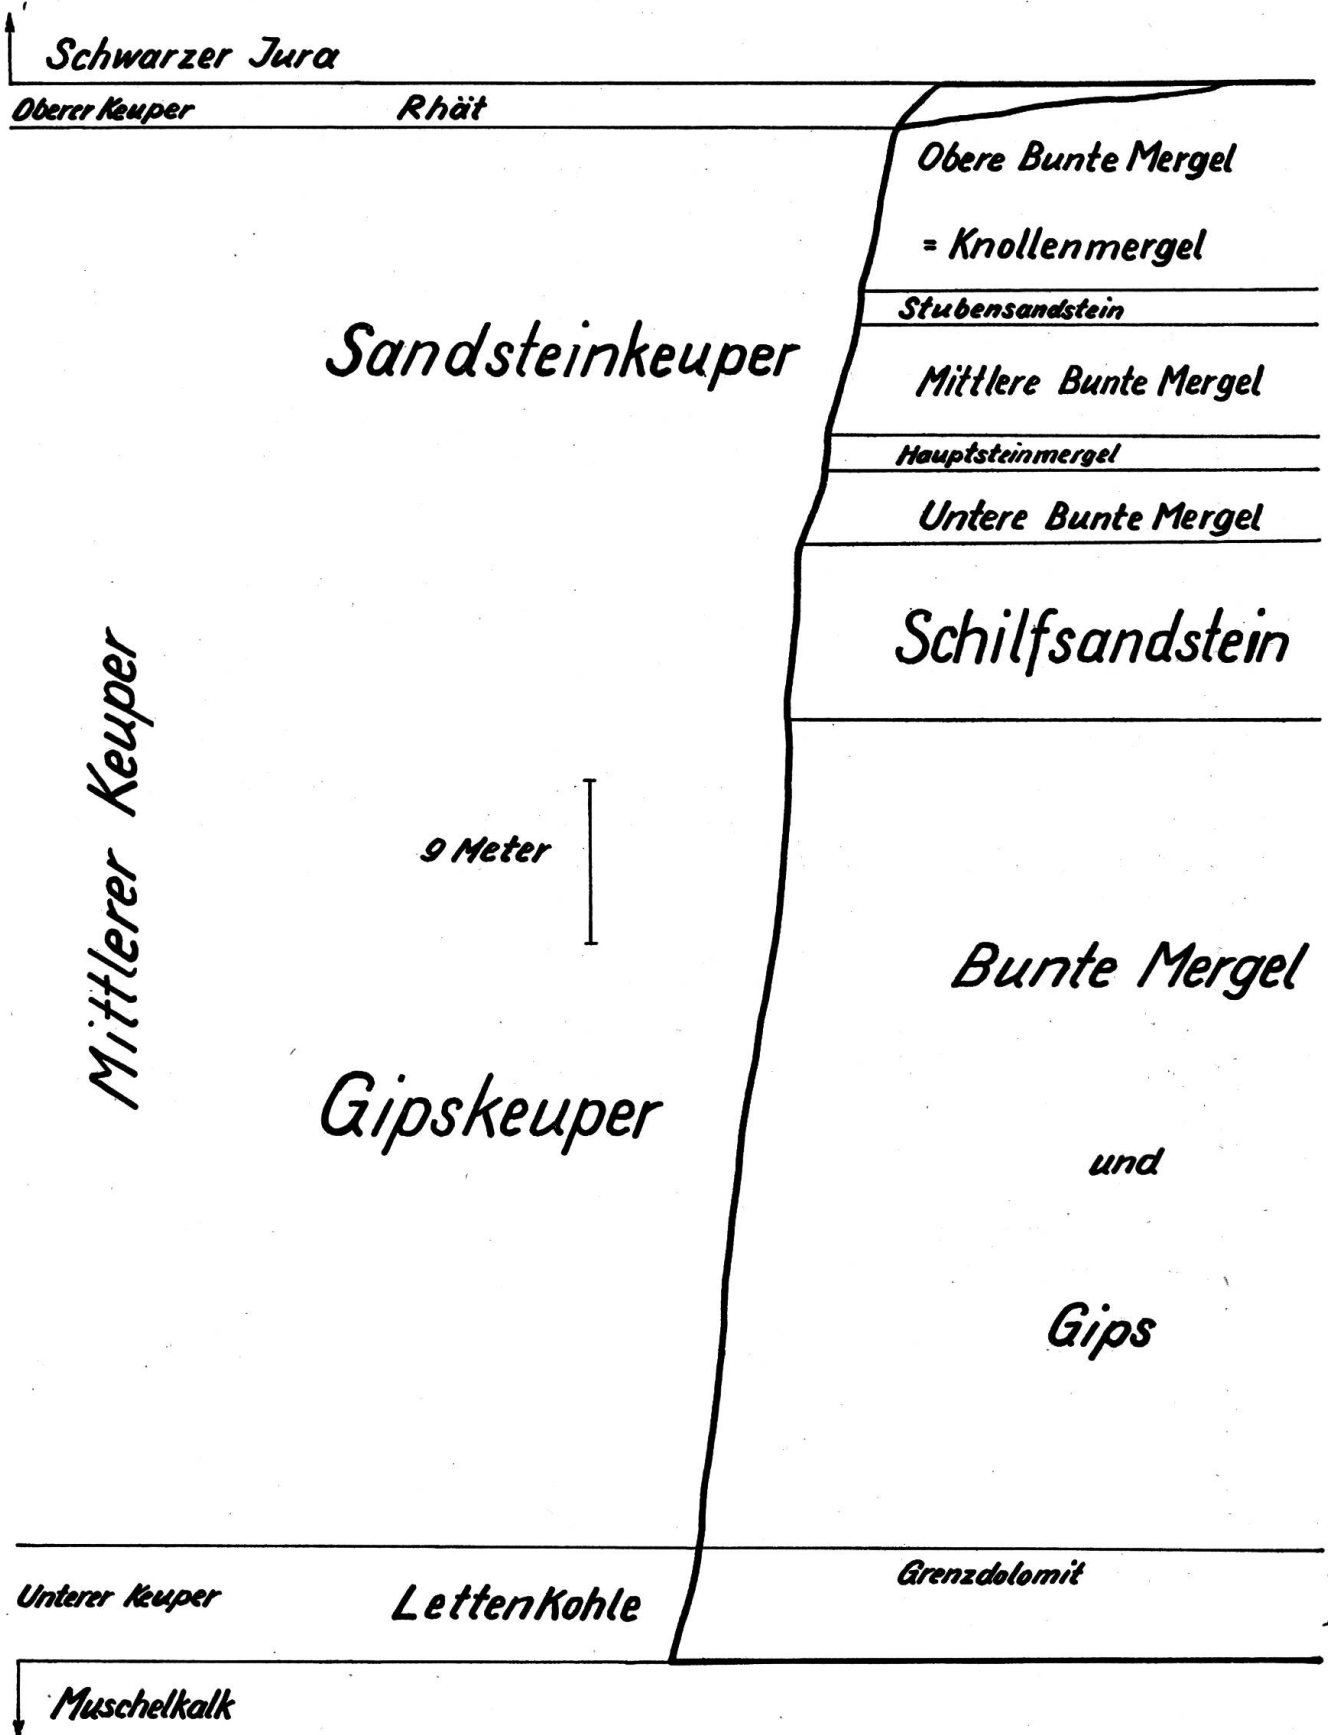 Schwarzer Jura
Oberer Keuper
Rhät
Obere Bunte Mergel
= Knollenmergel
Stubensandstein
Sandsteinkeuper
Mittlere Bunte Mergel
Hauptsteinmergel
Untere Bunte Mergel
Schilfsandstein
Mittlerer Keuper
9 Meter
Bunte Mergel
Gipskeuper
und
Gips
Grenzdolomit
Unterer Keuper
Lettenkohle
Muschelkalk